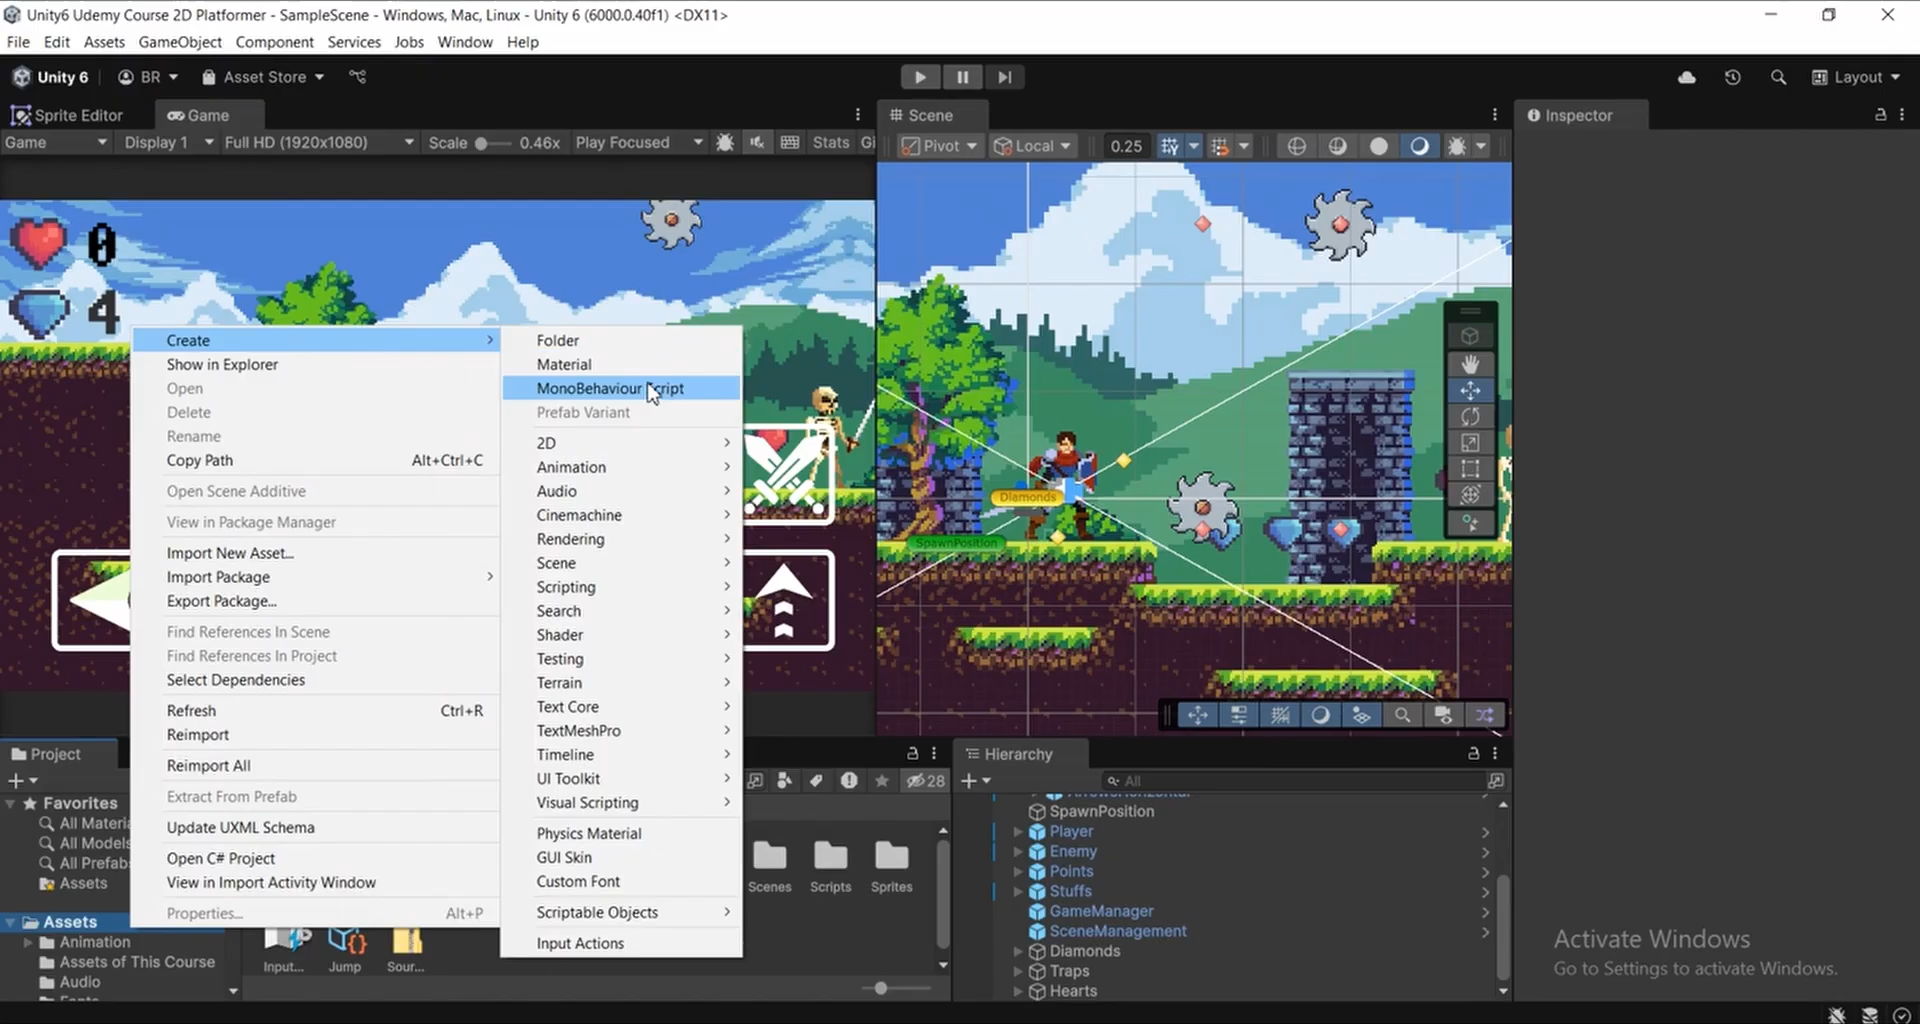 Unity6 Udemy Course 2D Platformer - SampleScene - Windows, Mac, Linux - Unity 6 (6000.0.40f1) <DX11>
File Edit Assets GameObject Component Services Jobs Window Help
Unity 6 BR Asset Store Layout
Sprite Editor Game Scene Inspector
Game Display 1 Full HD (1920x1080) Scale 0.46x Play Focused Stats Gi Pivot Local 0.25
0
4
Create
Show in Explorer
Open
Delete
Rename
Copy Path Alt+Ctrl+C
Open Scene Additive
View in Package Manager
Import New Asset...
Import Package
Export Package...
Find References In Scene
Find References In Project
Select Dependencies
Refresh Ctrl+R
Reimport
Reimport All
Extract From Prefab
Update UXML Schema
Open C# Project
View in Import Activity Window
Properties... Alt+P
Folder
Material
MonoBehaviour Script
Prefab Variant
2D
Animation
Audio
Cinemachine
Rendering
Scene
Scripting
Search
Shader
Testing
Terrain
Text Core
TextMeshPro
Timeline
UI Toolkit
Visual Scripting
Physics Material
GUI Skin
Custom Font
Scriptable Objects
Input Actions
Diamonds
SpawnPosition
Project
28
Favorites
All Materia
All Models
All Prefabs
Assets
Assets
Animation
Assets of This Course
Audio
Scenes Scripts Sprites
Input... Jump Sour...
Hierarchy
All
SpawnPosition
Player
Enemy
Points
Stuffs
GameManager
SceneManagement
Diamonds
Traps
Hearts
Activate Windows
Go to Settings to activate Windows.